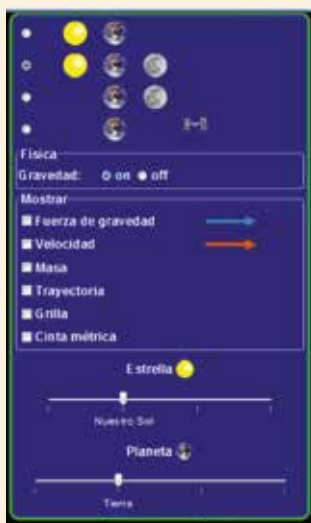 Física
Gravedad: on off
Mostrar
Fuerza de gravedad
Velocidad
Masa
Trayectoria
Grilla
Cinta métrica
Estrella
Nuestro Sol
Planeta
Tierra